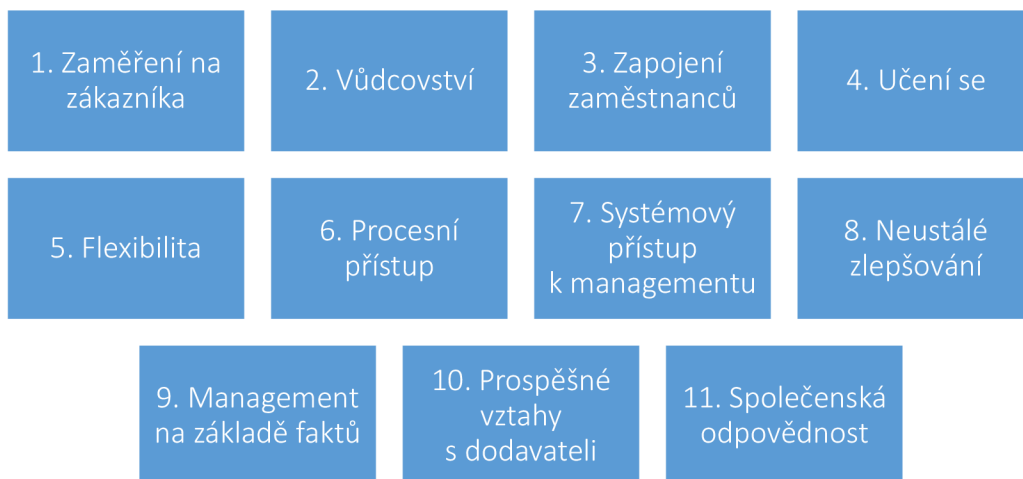 1. Zaměření na
zákazníka
2. Vůdcovství
3. Zapojení
zaměstnanců
4. Učení se
5. Flexibilita
6. Procesní
přístup
7. Systémový
přístup
k managementu
8. Neustálé
zlepšování
9. Management
na základě faktů
10. Prospěšné
vztahy
s dodavateli
11. Společenská
odpovědnost